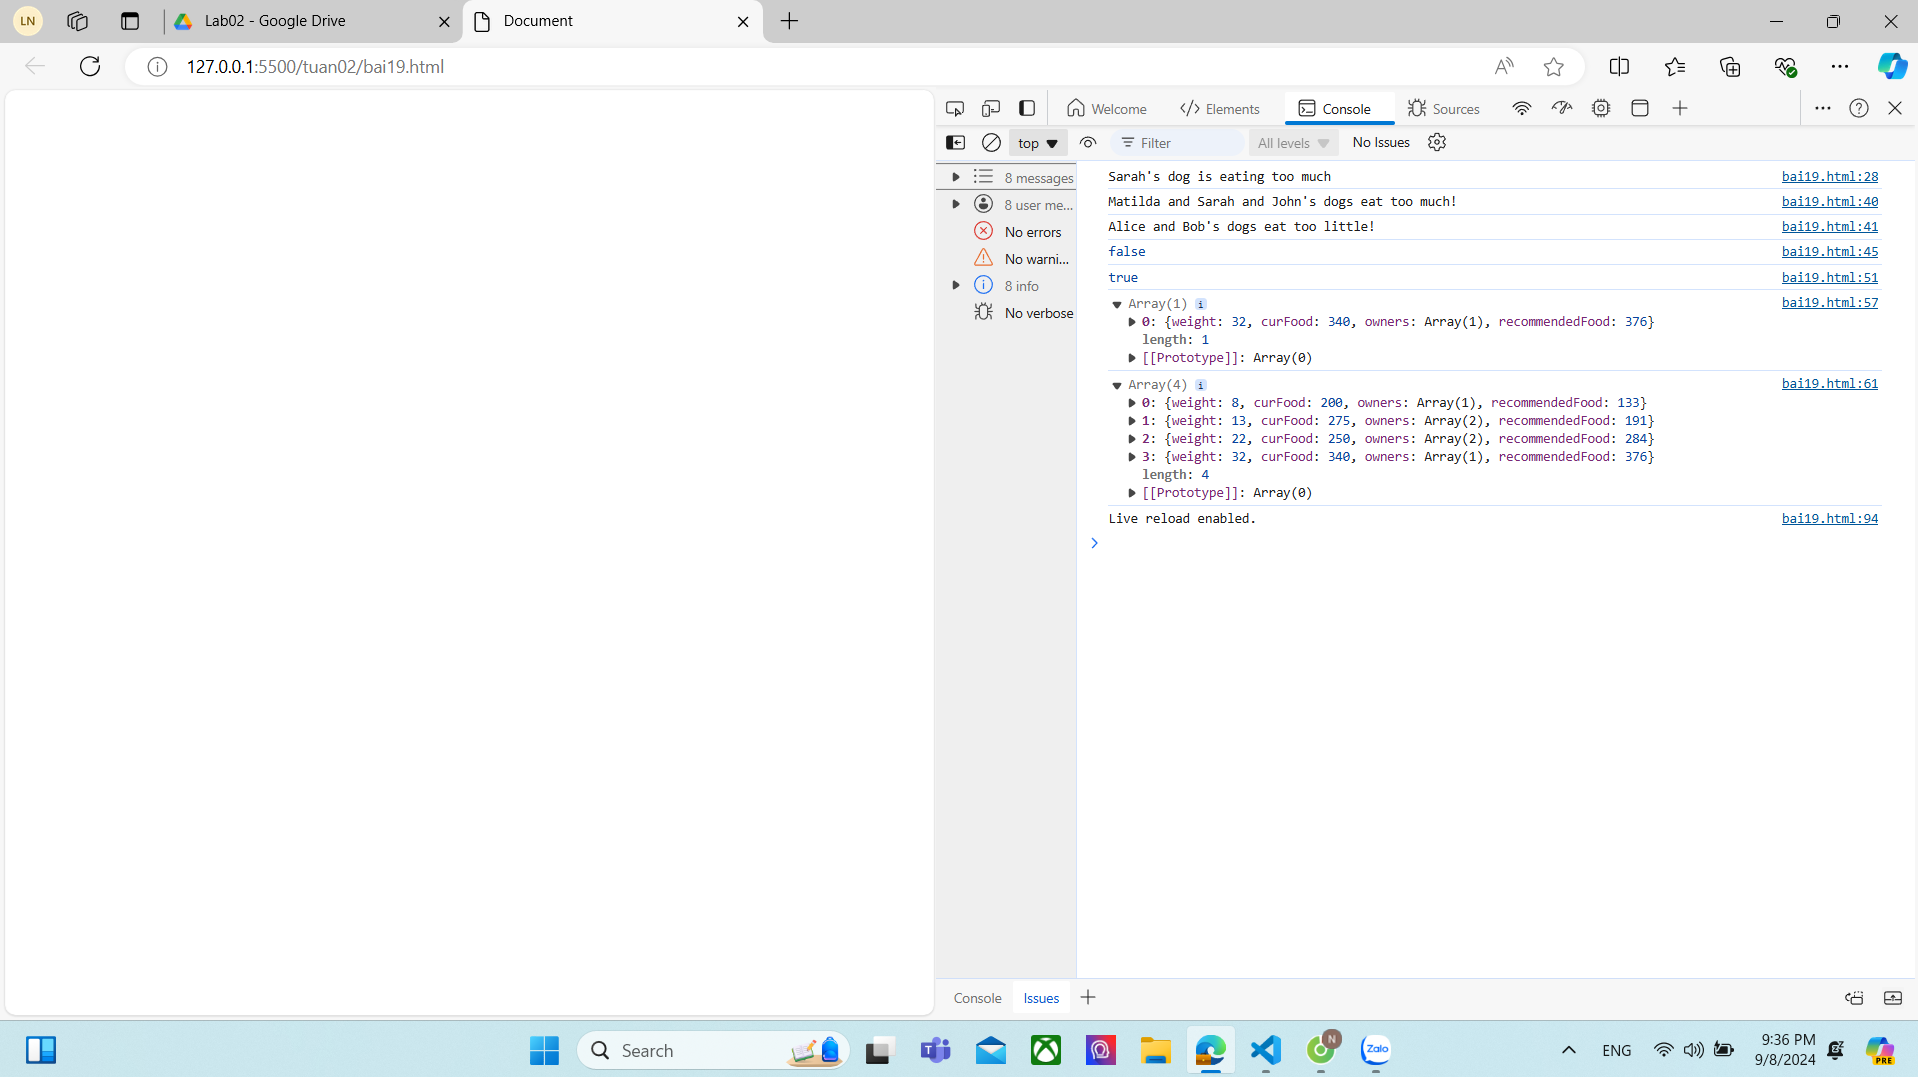 LN
Lab02 - Google Drive
Document
127.0.0.1:5500/tuan02/bai19.html
Welcome
Elements
Console
Sources
top
Filter
All levels
No Issues
8 messages
8 user me...
No errors
No warni...
8 info
No verbose
Sarah's dog is eating too much bai19.html:28
Matilda and Sarah and John's dogs eat too much! bai19.html:40
Alice and Bob's dogs eat too little! bai19.html:41
false bai19.html:45
true bai19.html:51
Array(1) i bai19.html:57
0: {weight: 32, curFood: 340, owners: Array(1), recommendedFood: 376}
length: 1
[[Prototype]]: Array(0)
Array(4) i bai19.html:61
0: {weight: 8, curFood: 200, owners: Array(1), recommendedFood: 133}
1: {weight: 13, curFood: 275, owners: Array(2), recommendedFood: 191}
2: {weight: 22, curFood: 250, owners: Array(2), recommendedFood: 284}
3: {weight: 32, curFood: 340, owners: Array(1), recommendedFood: 376}
length: 4
[[Prototype]]: Array(0)
Live reload enabled. bai19.html:94
Console
Issues
Search
N
Zalo
ENG
9:36 PM
9/8/2024
PRE